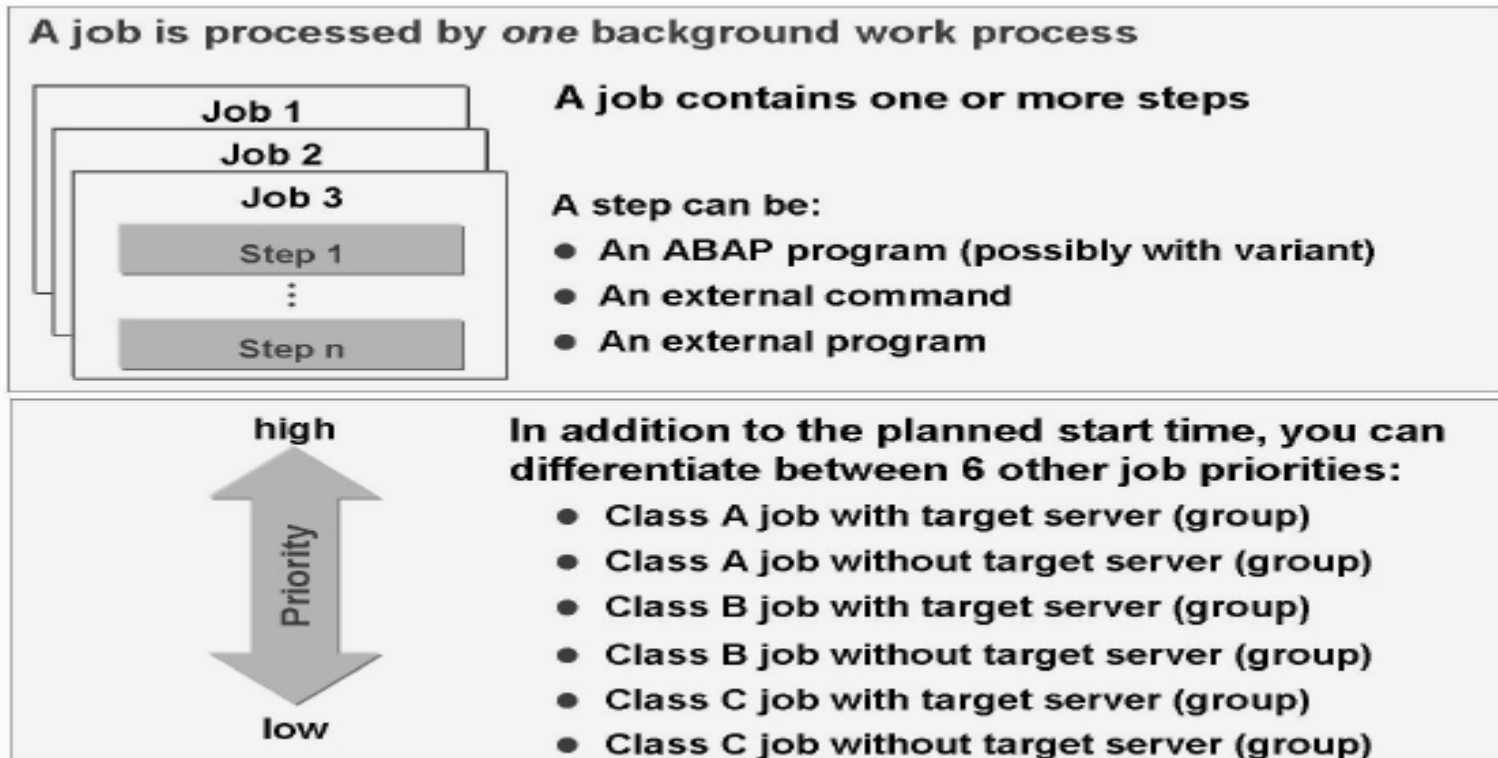 A job is processed by one background work process
Job 1
Job 2
Job 3
Step 1
⋮
Step n
A job contains one or more steps
A step can be:
● An ABAP program (possibly with variant)
● An external command
● An external program
high
Priority
low
In addition to the planned start time, you can
differentiate between 6 other job priorities:
● Class A job with target server (group)
● Class A job without target server (group)
● Class B job with target server (group)
● Class B job without target server (group)
● Class C job with target server (group)
● Class C job without target server (group)